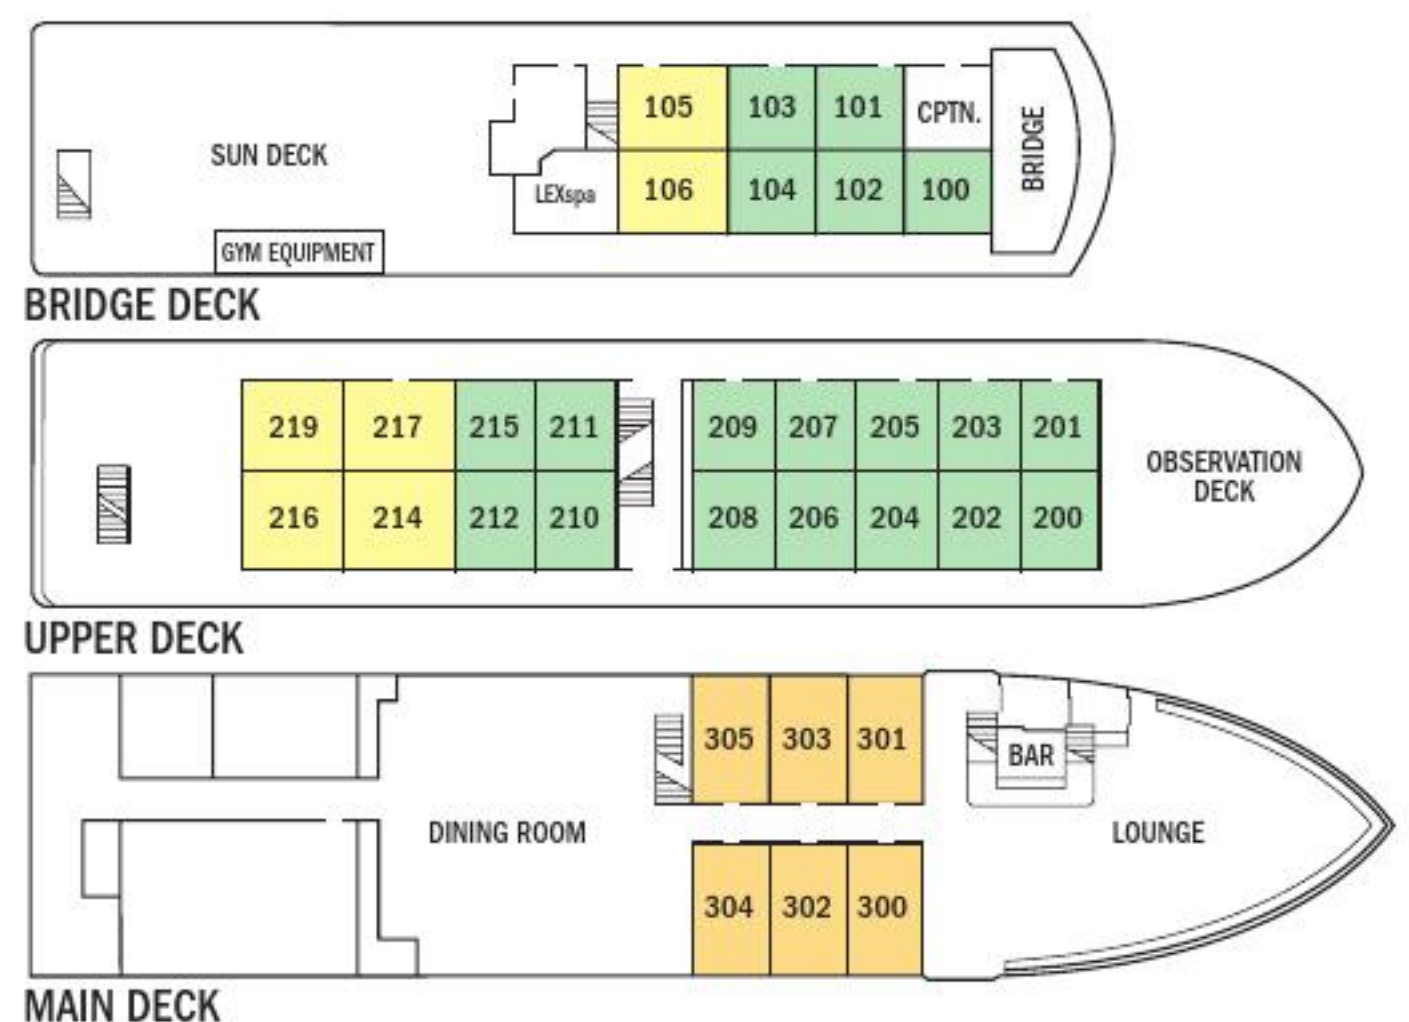 105 103 101 CPTN.
BRIDGE
SUN DECK
LEXspa 106 104 102 100
GYM EQUIPMENT
BRIDGE DECK
219 217 215 211 209 207 205 203 201
OBSERVATION
DECK
216 214 212 210 208 206 204 202 200
UPPER DECK
305 303 301 BAR
DINING ROOM LOUNGE
304 302 300
MAIN DECK